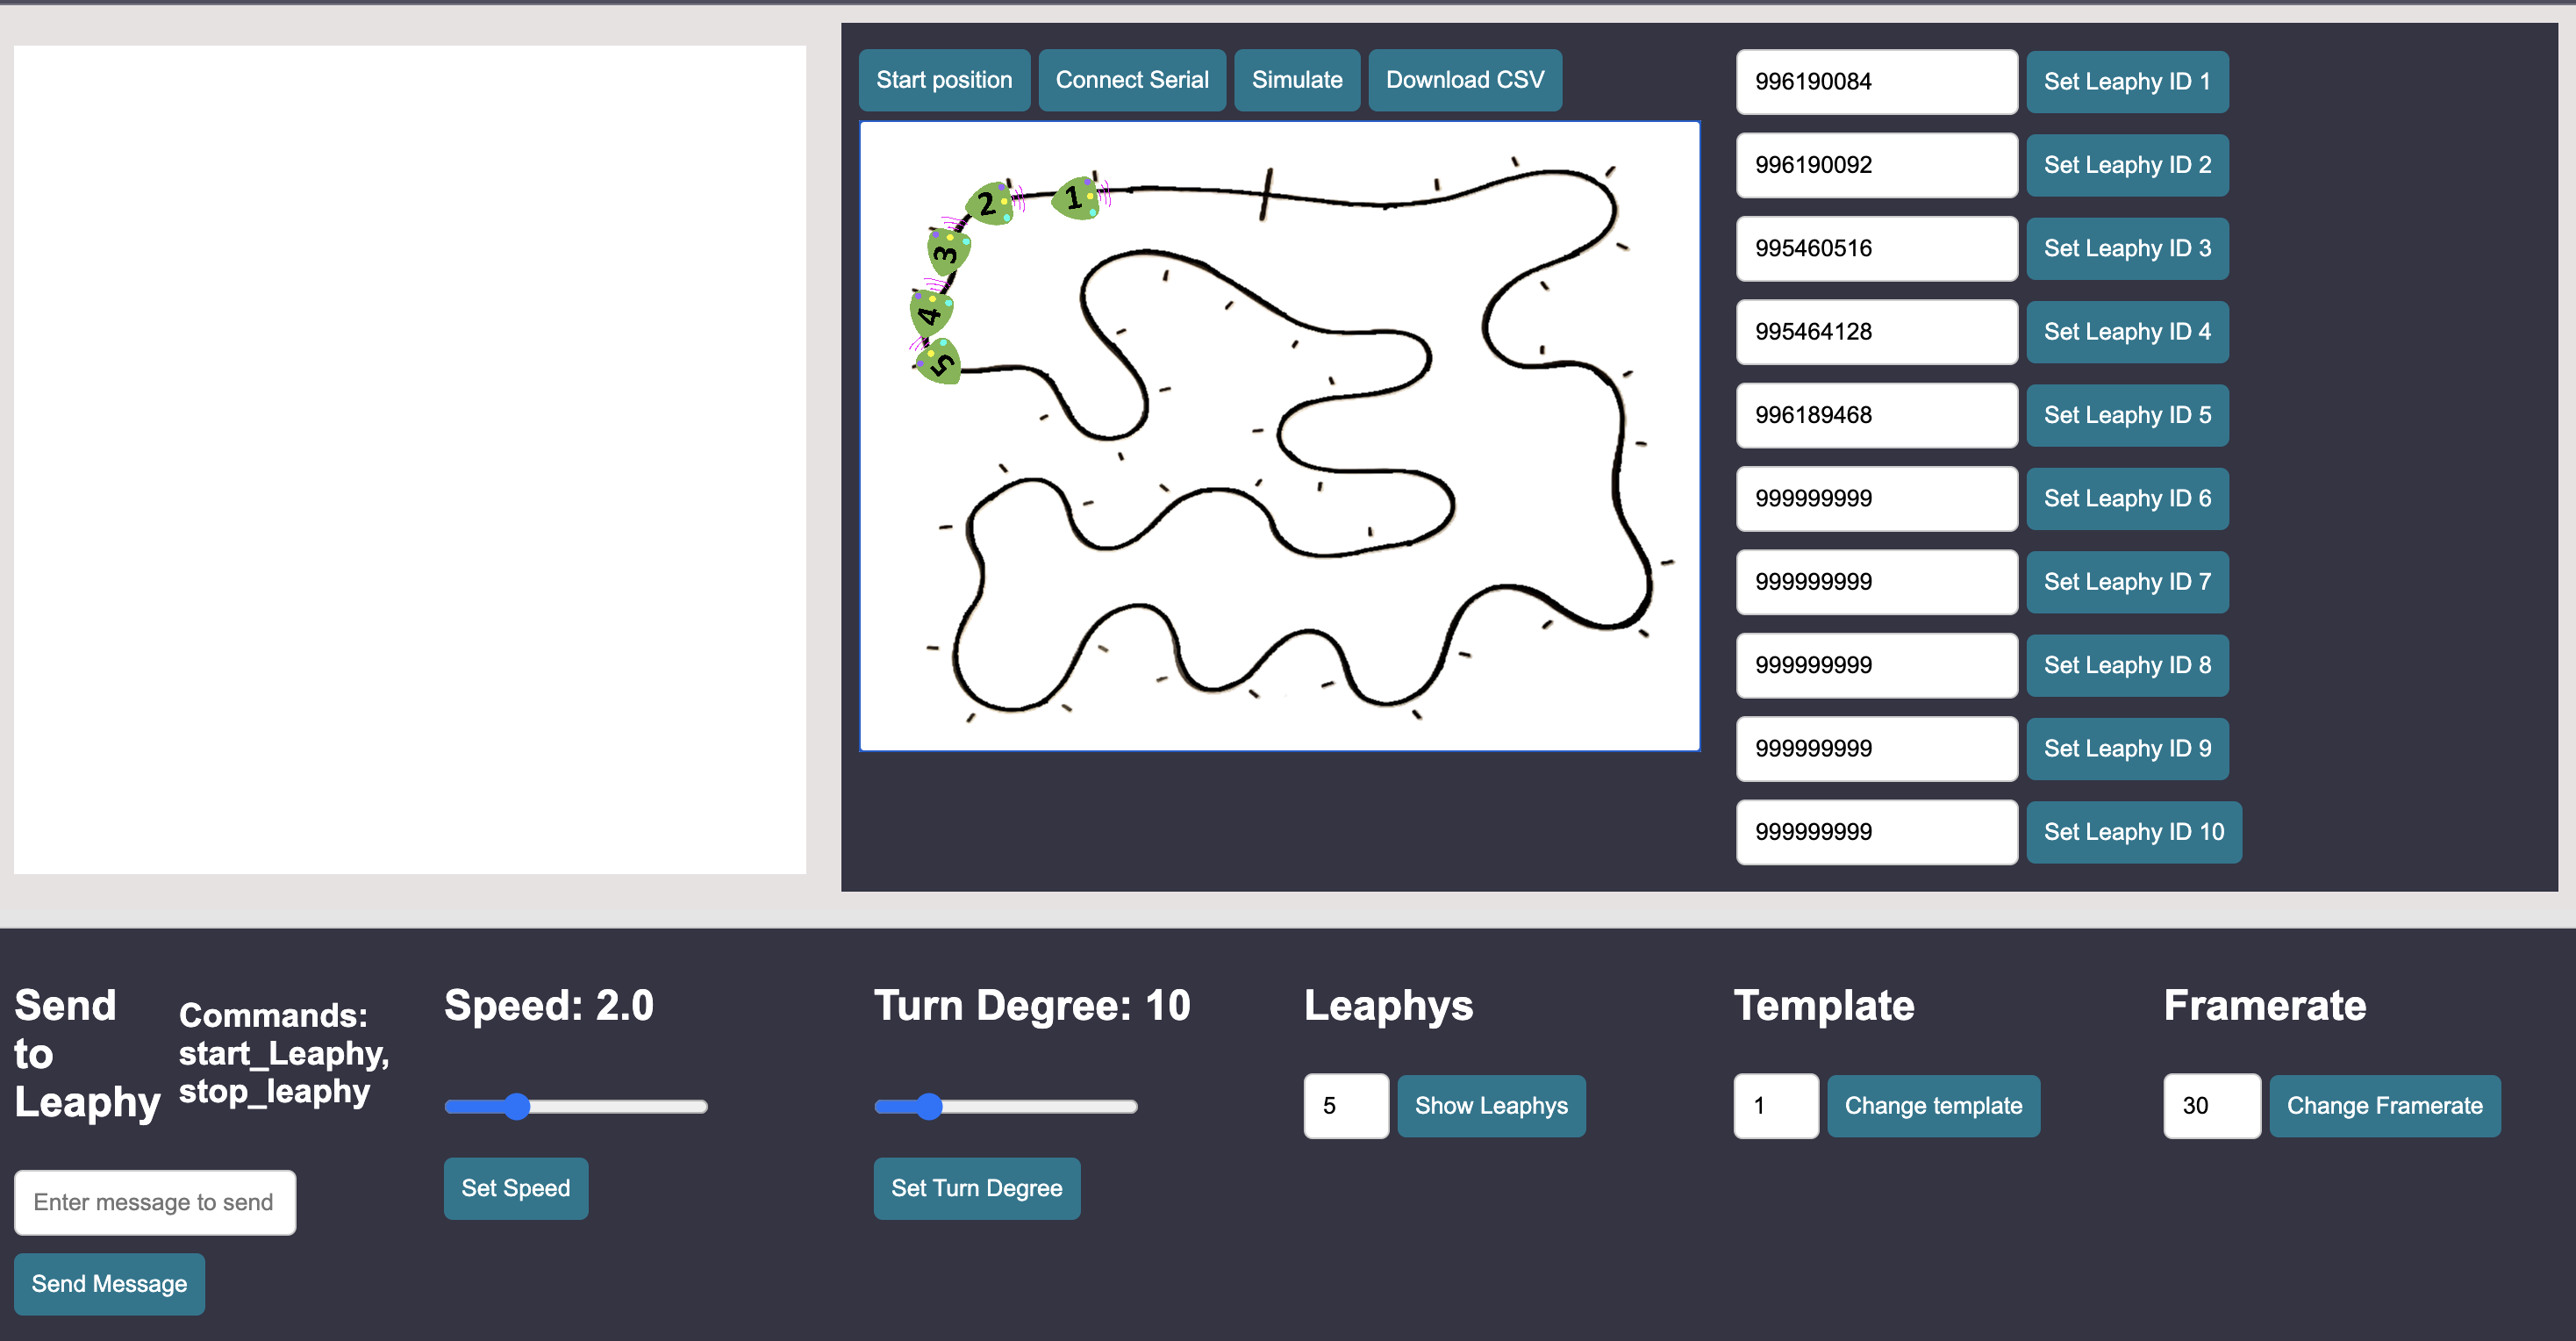 Start position
Connect Serial
Simulate
Download CSV
1
2
3
4
5
996190084
Set Leaphy ID 1
996190092
Set Leaphy ID 2
995460516
Set Leaphy ID 3
995464128
Set Leaphy ID 4
996189468
Set Leaphy ID 5
999999999
Set Leaphy ID 6
999999999
Set Leaphy ID 7
999999999
Set Leaphy ID 8
999999999
Set Leaphy ID 9
999999999
Set Leaphy ID 10
Send
to
Leaphy
Commands:
start_Leaphy,
stop_leaphy
Enter message to send
Send Message
Speed: 2.0
Set Speed
Turn Degree: 10
Set Turn Degree
Leaphys
5
Show Leaphys
Template
1
Change template
Framerate
30
Change Framerate